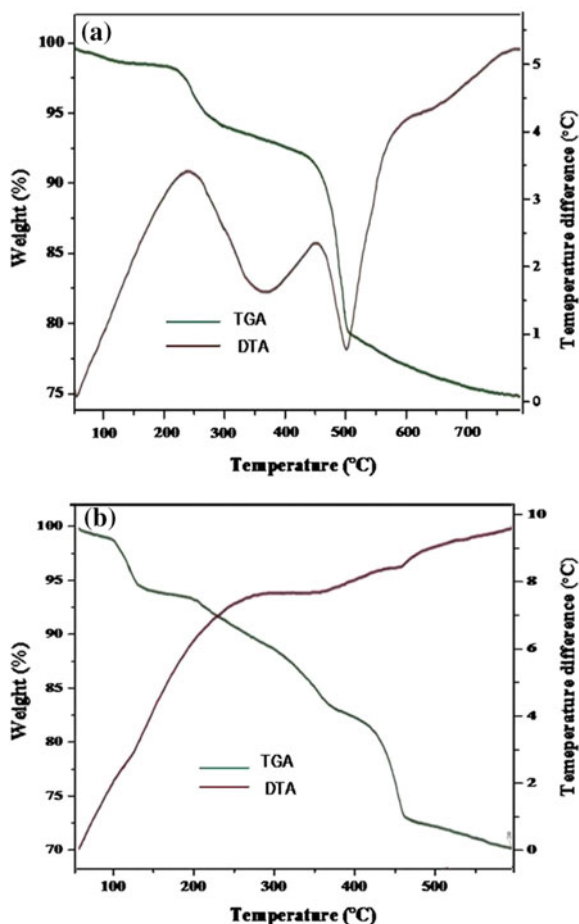 (a)
100
95
90
85
80
75
Weight (%)
5
4
3
2
1
0
Temeperature difference (°C)
TGA
DTA
100 200 300 400 500 600 700
Temperature (°C)
(b)
100
95
90
85
80
75
70
Weight (%)
10
8
6
4
2
0
Temeperature difference (°C)
TGA
DTA
100 200 300 400 500
Temperature (°C)